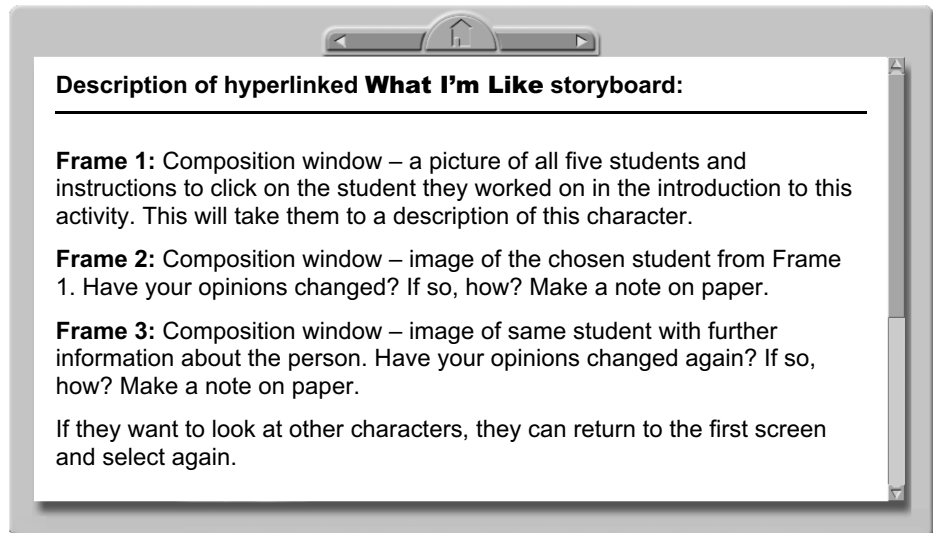 Description of hyperlinked What I'm Like storyboard:
Frame 1: Composition window – a picture of all five students and
instructions to click on the student they worked on in the introduction to this
activity. This will take them to a description of this character.
Frame 2: Composition window – image of the chosen student from Frame
1. Have your opinions changed? If so, how? Make a note on paper.
Frame 3: Composition window – image of same student with further
information about the person. Have your opinions changed again? If so,
how? Make a note on paper.
If they want to look at other characters, they can return to the first screen
and select again.